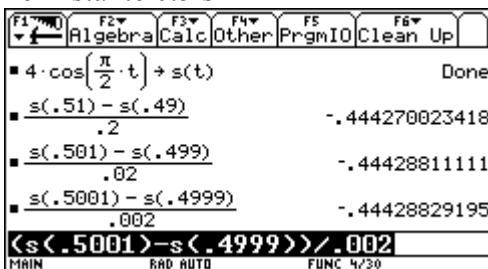 F1 F2 F3 F4 F5 F6
Algebra Calc Other PrgmIO Clean Up
▪ 4·cos(π/2·t) → s(t) Done
▪ s(.51) − s(.49) / .2 -.444270023418
▪ s(.501) − s(.499) / .02 -.44428811111
▪ s(.5001) − s(.4999) / .002 -.44428829195
(s(.5001)-s(.4999))/.002
MAIN RAD AUTO FUNC 4/30